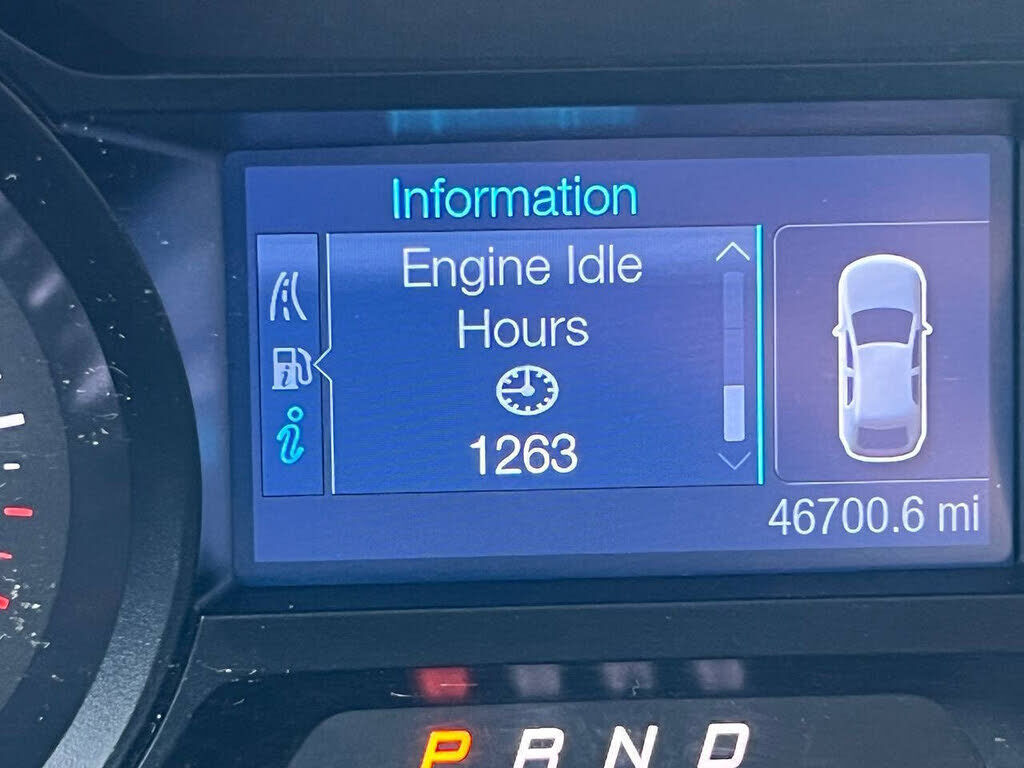 Information
Engine Idle
Hours
1263
46700.6 mi
P R N D